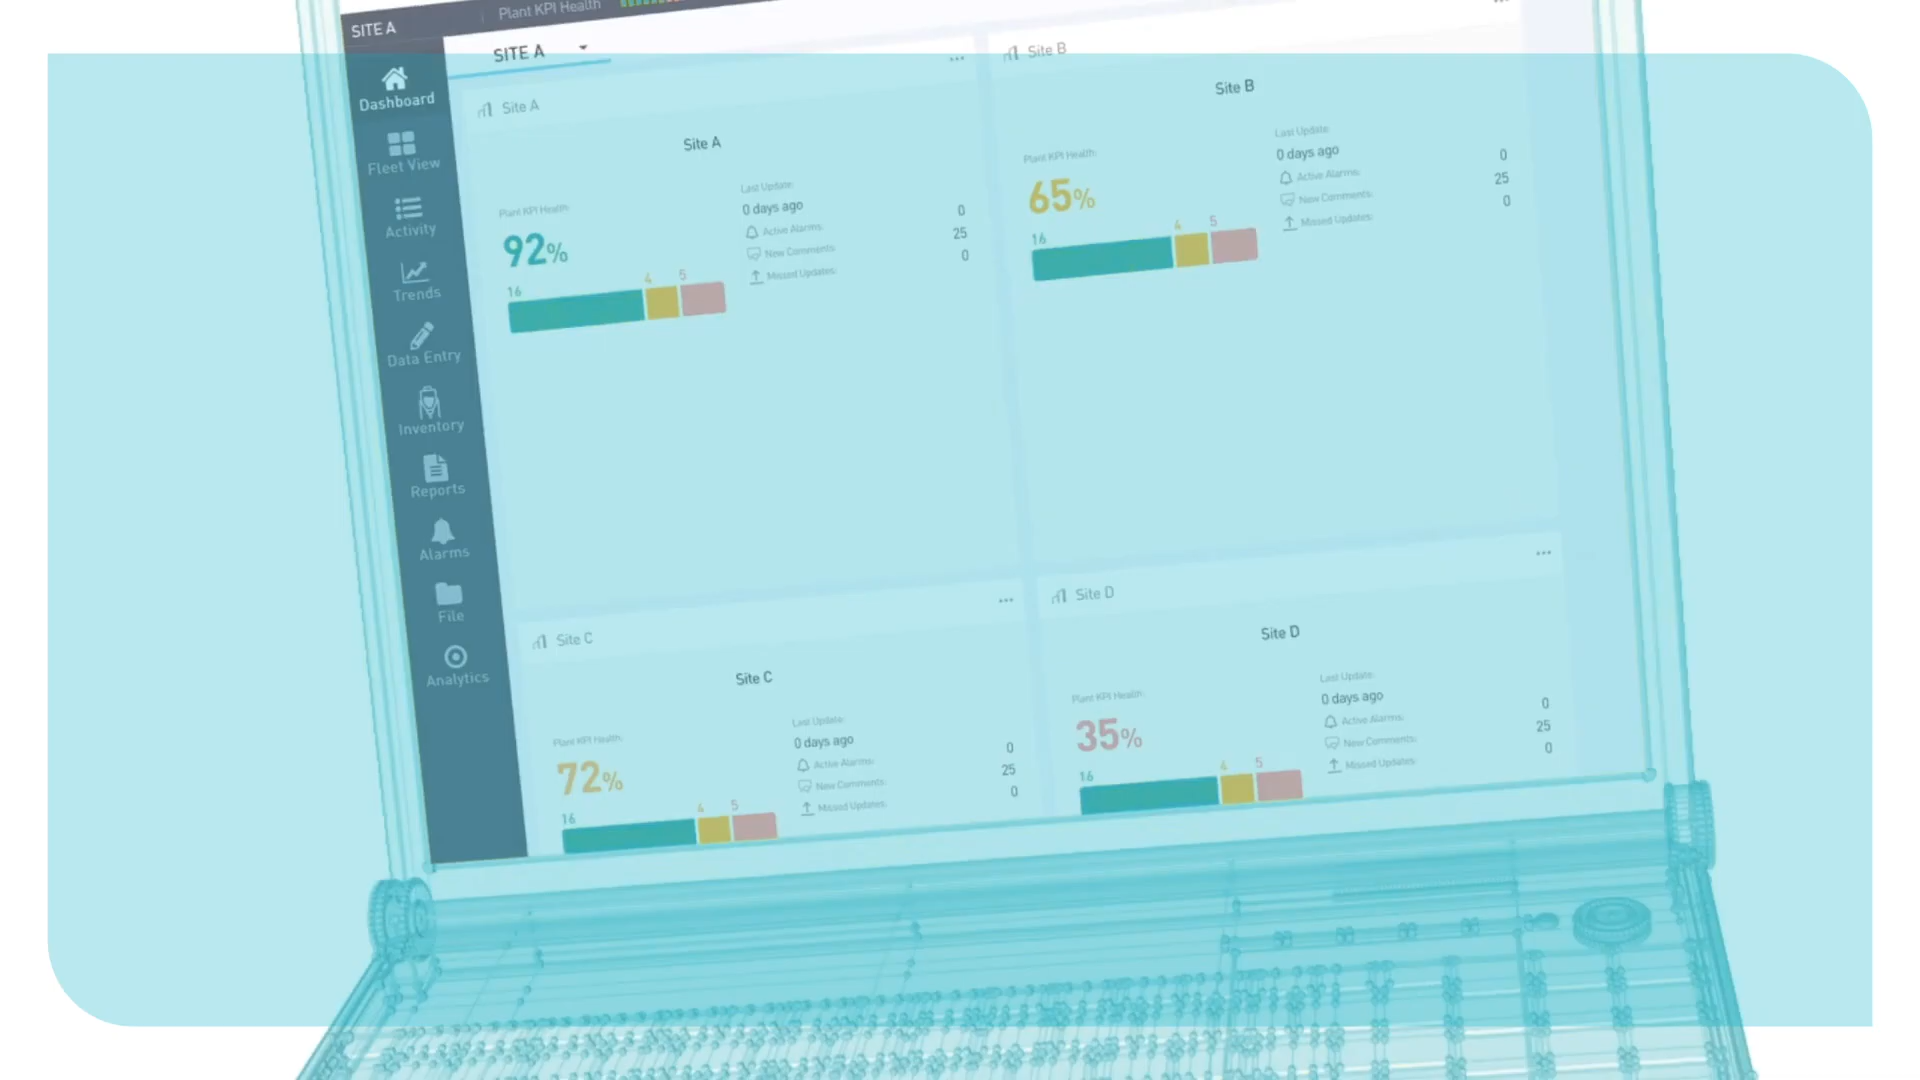 SITE A
Plant KPI Health
Dashboard
Fleet View
Activity
Trends
Data Entry
Inventory
Reports
Alarms
File
Analytics
SITE A
Site A
Site A
Plant KPI Health:
92%
16 4 5
Last Update:
0 days ago
Active Alarms: 0
New Comments: 25
Missed Updates: 0
Site B
Site B
Plant KPI Health:
65%
16 4 5
Last Update:
0 days ago
Active Alarms: 0
New Comments: 25
Missed Updates: 0
Site C
Site C
Plant KPI Health:
72%
16 4 5
Last Update:
0 days ago
Active Alarms: 0
New Comments: 25
Missed Updates: 0
Site D
Site D
Plant KPI Health:
35%
16 4 5
Last Update:
0 days ago
Active Alarms: 0
New Comments: 25
Missed Updates: 0